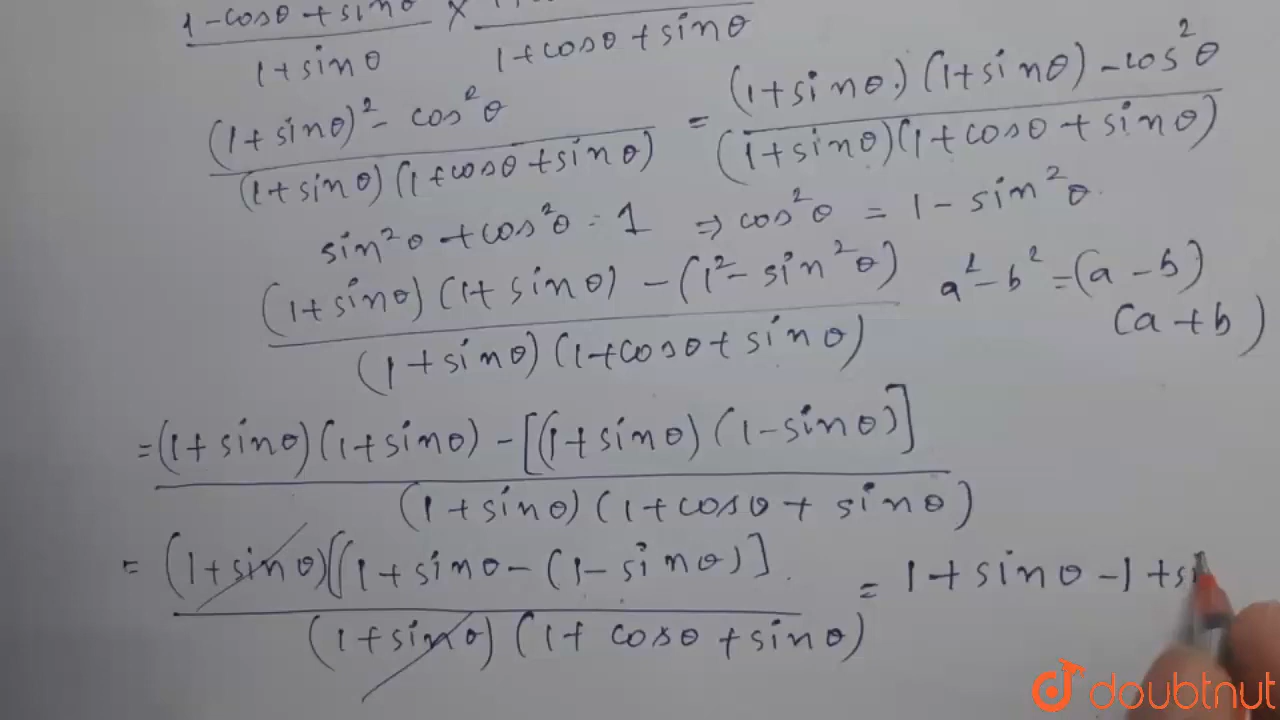 1-cosθ + sinθ / 1+sinθ × / 1+cosθ+sinθ
(1+sinθ)² - cos²θ / (1+sinθ)(1+cosθ+sinθ) = (1+sinθ.)(1+sinθ) - cos²θ / (1+sinθ)(1+cosθ+sinθ)
sin²θ + cos²θ = 1 ⇒ cos²θ = 1 - sin²θ.
(1+sinθ)(1+sinθ) - (1² - sin²θ) / (1+sinθ)(1+cosθ+sinθ)
a² - b² = (a-b)
(a+b)
= (1+sinθ)(1+sinθ) - [(1+sinθ)(1-sinθ)] / (1+sinθ)(1+cosθ+sinθ)
= (1+sinθ)[(1+sinθ-(1-sinθ)]. / (1+sinθ)(1+cosθ+sinθ) = 1+sinθ-1+si
doubtnut